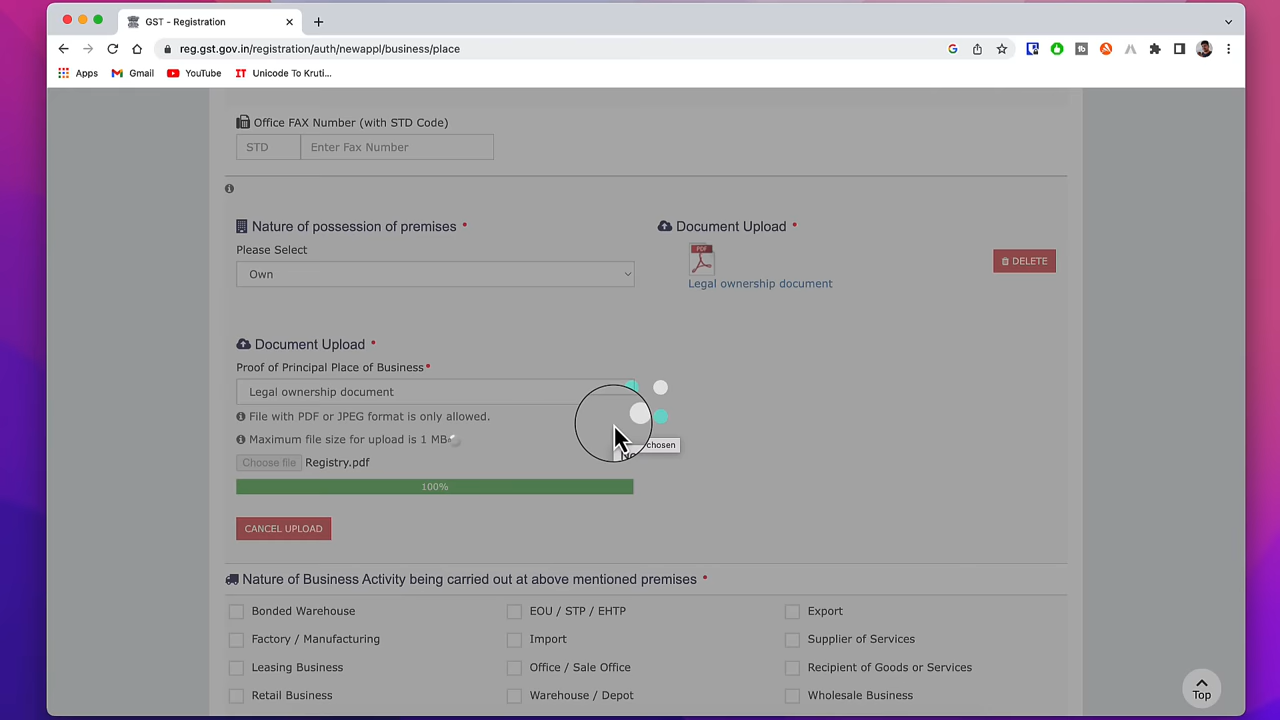 GST - Registration
reg.gst.gov.in/registration/auth/newappl/business/place
Apps Gmail YouTube IT Unicode To Kruti...
Office FAX Number (with STD Code)
STD Enter Fax Number
Nature of possession of premises * Document Upload *
Please Select
PDF
DELETE
Own
Legal ownership document
Document Upload *
Proof of Principal Place of Business*
Legal ownership document
File with PDF or JPEG format is only allowed.
Maximum file size for upload is 1 MB
chosen
Choose file Registry.pdf
100%
CANCEL UPLOAD
Nature of Business Activity being carried out at above mentioned premises *
Bonded Warehouse EOU / STP / EHTP Export
Factory / Manufacturing Import Supplier of Services
Leasing Business Office / Sale Office Recipient of Goods or Services
Retail Business Warehouse / Depot Wholesale Business
Top